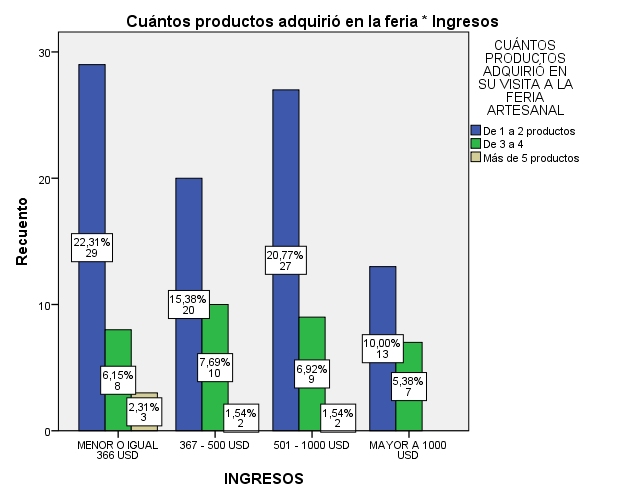 Cuántos productos adquirió en la feria * Ingresos
CUÁNTOS
PRODUCTOS
ADQUIRIÓ EN
SU VISITA A LA
FERIA
ARTESANAL
De 1 a 2 productos
De 3 a 4
Más de 5 productos
Recuento
30
20
10
0
22,31%
29
6,15%
8
2,31%
3
15,38%
20
7,69%
10
1,54%
2
20,77%
27
6,92%
9
1,54%
2
10,00%
13
5,38%
7
MENOR O IGUAL
366 USD
367 - 500 USD
501 - 1000 USD
MAYOR A 1000
USD
INGRESOS